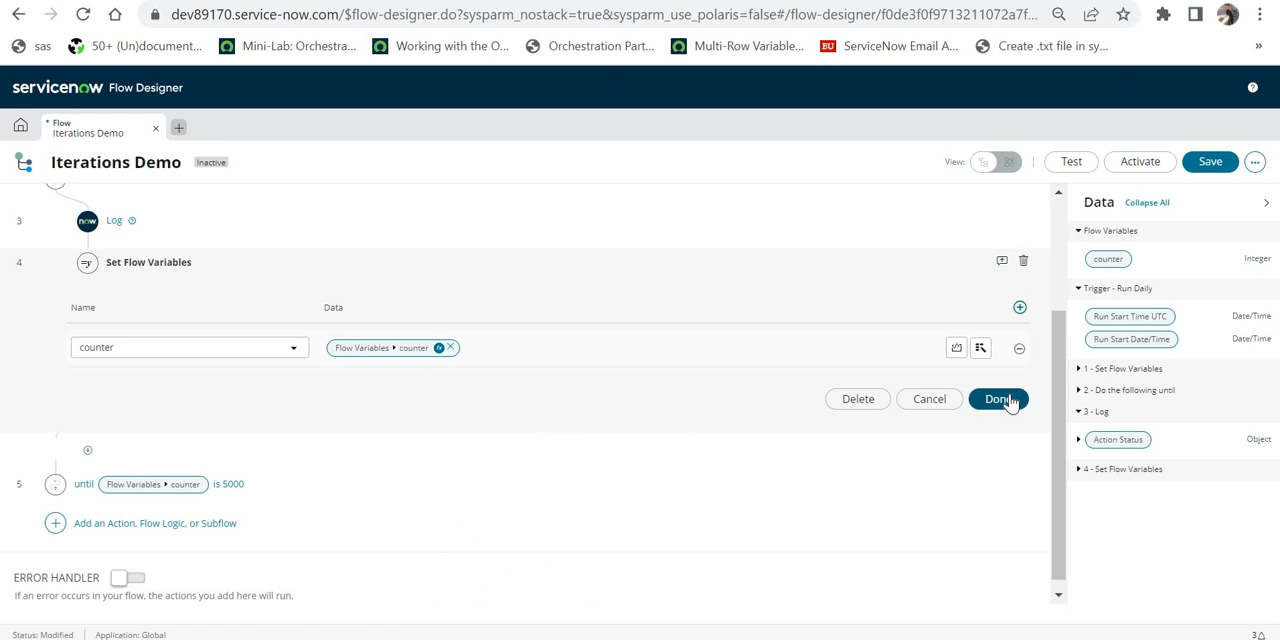 dev89170.service-now.com/$flow-designer.do?sysparm_nostack=true&sysparm_use_polaris=false#/flow-designer/f0de3f0f9713211072a7f...
sas
50+ (Un)document...
Mini-Lab: Orchestra...
Working with the O...
Orchestration Part...
Multi-Row Variable...
BU ServiceNow Email A...
Create .txt file in sy...
»
servicenow Flow Designer
* Flow
Iterations Demo
Iterations Demo
Inactive
View:
Test
Activate
Save
3
now
Log
4
=y
Set Flow Variables
Name
Data
counter
Flow Variables ▸ counter fx
Delete
Cancel
Done
5
until Flow Variables ▸ counter is 5000
Add an Action, Flow Logic, or Subflow
ERROR HANDLER
If an error occurs in your flow, the actions you add here will run.
Data
Collapse All
Flow Variables
counter
Integer
Trigger - Run Daily
Run Start Time UTC
Date/Time
Run Start Date/Time
Date/Time
1 - Set Flow Variables
2 - Do the following until
3 - Log
Action Status
Object
4 - Set Flow Variables
Status: Modified
Application: Global
3